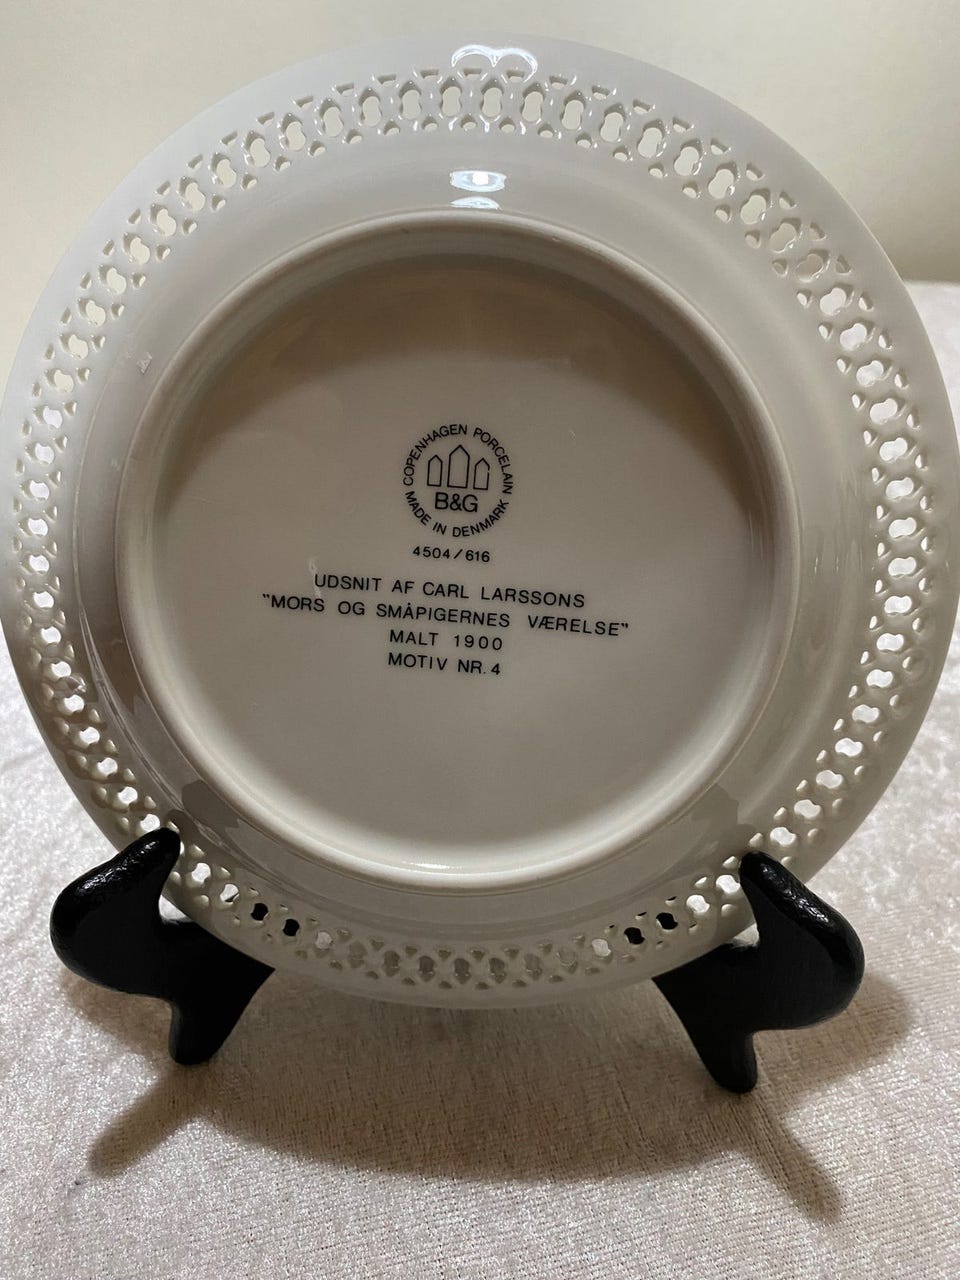 COPENHAGEN PORCELAIN
B&G
MADE IN DENMARK
4504/616
UDSNIT AF CARL LARSSONS
"MORS OG SMÅPIGERNES VÆRELSE"
MALT 1900
MOTIV NR. 4